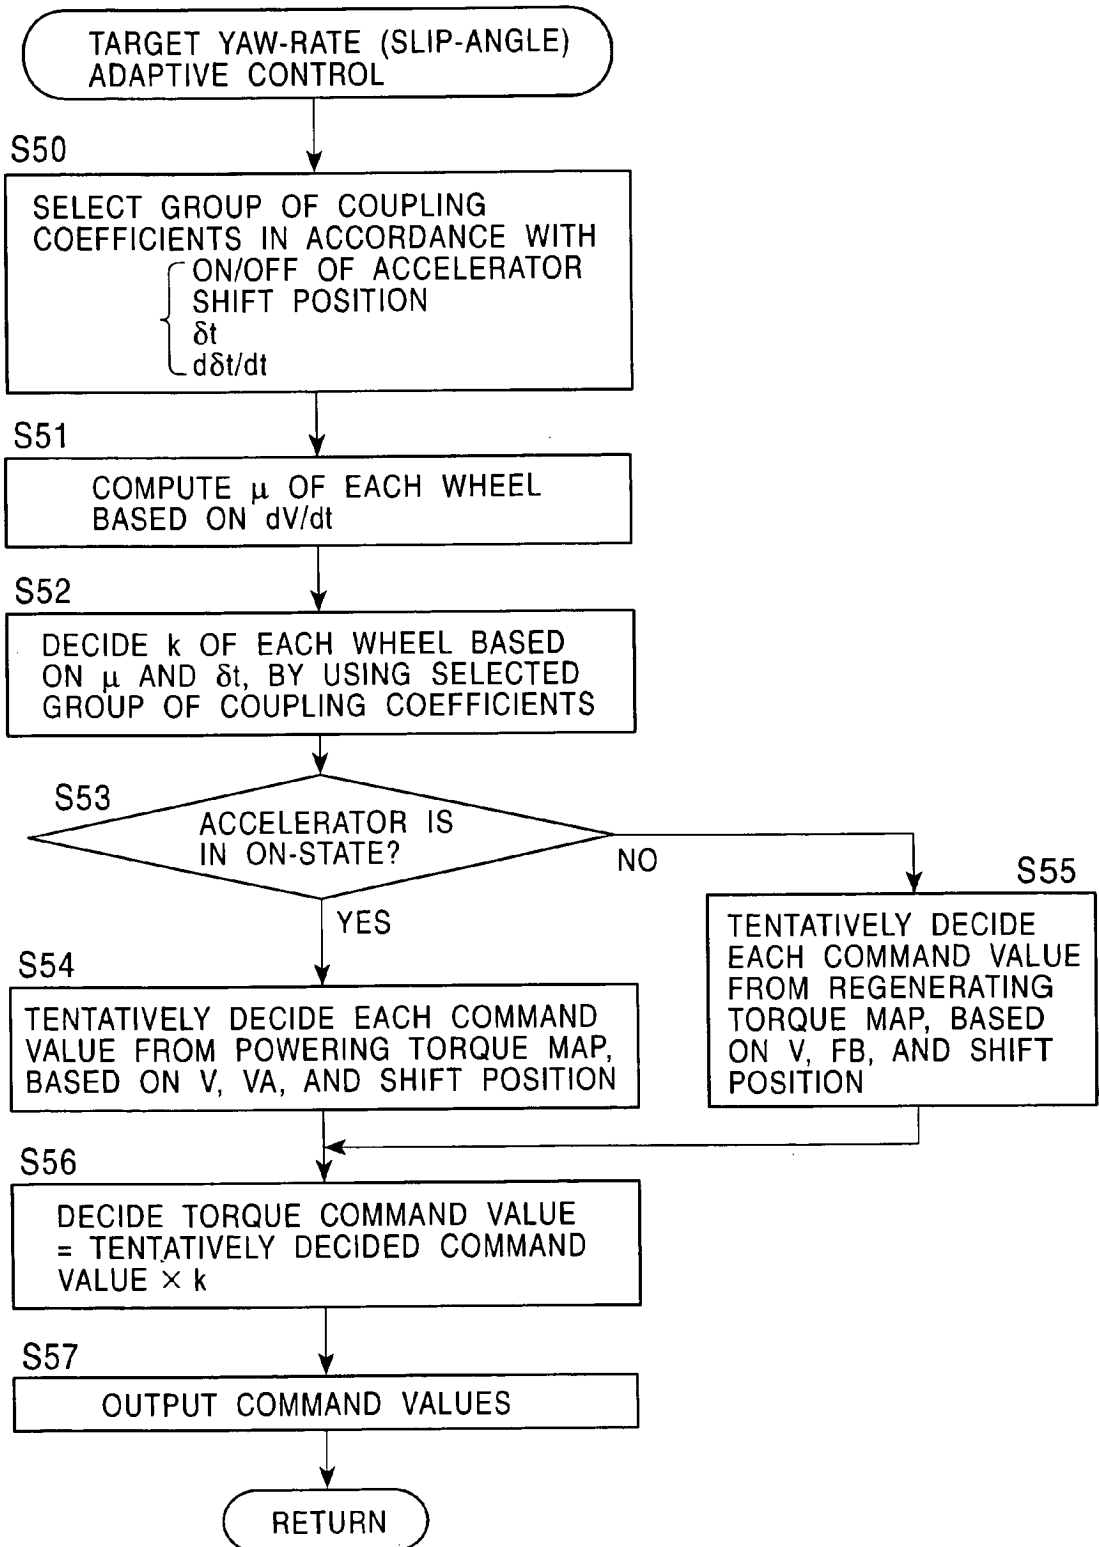 TARGET YAW-RATE (SLIP-ANGLE)
ADAPTIVE CONTROL
S50
SELECT GROUP OF COUPLING
COEFFICIENTS IN ACCORDANCE WITH
ON/OFF OF ACCELERATOR
SHIFT POSITION
δt
dδt/dt
S51
COMPUTE μ OF EACH WHEEL
BASED ON dV/dt
S52
DECIDE k OF EACH WHEEL BASED
ON μ AND δt, BY USING SELECTED
GROUP OF COUPLING COEFFICIENTS
S53
ACCELERATOR IS
IN ON-STATE?
NO
YES
S54
TENTATIVELY DECIDE EACH COMMAND
VALUE FROM POWERING TORQUE MAP,
BASED ON V, VA, AND SHIFT POSITION
S55
TENTATIVELY DECIDE
EACH COMMAND VALUE
FROM REGENERATING
TORQUE MAP, BASED
ON V, FB, AND SHIFT
POSITION
S56
DECIDE TORQUE COMMAND VALUE
= TENTATIVELY DECIDED COMMAND
VALUE × k
S57
OUTPUT COMMAND VALUES
RETURN